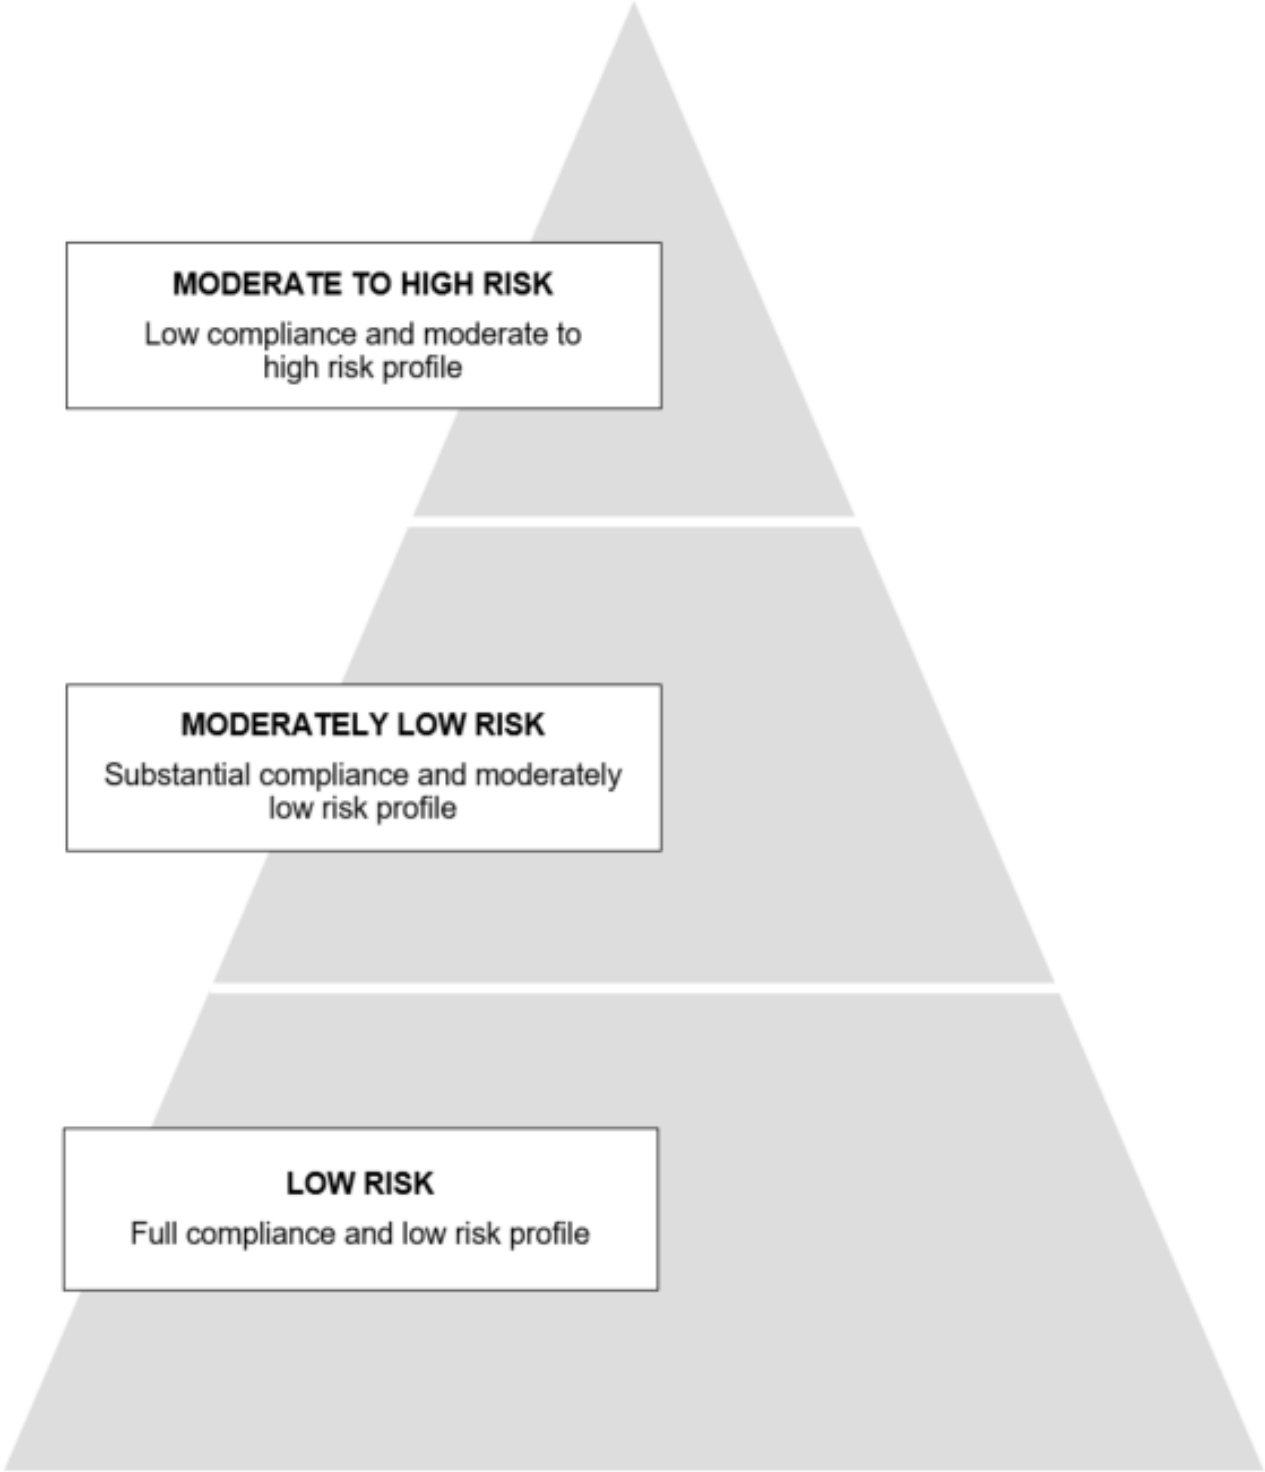 MODERATE TO HIGH RISK
Low compliance and moderate to
high risk profile
MODERATELY LOW RISK
Substantial compliance and moderately
low risk profile
LOW RISK
Full compliance and low risk profile